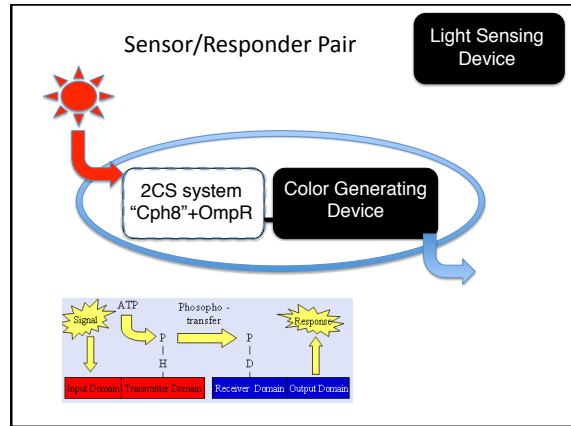 Sensor/Responder Pair
Light Sensing
Device
2CS system
“Cph8”+OmpR
Color Generating
Device
Signal
ATP
Phospho -
transfer
Response
P
P
H
D
Input Domain
Transmitter Domain
Receiver Domain
Output Domain